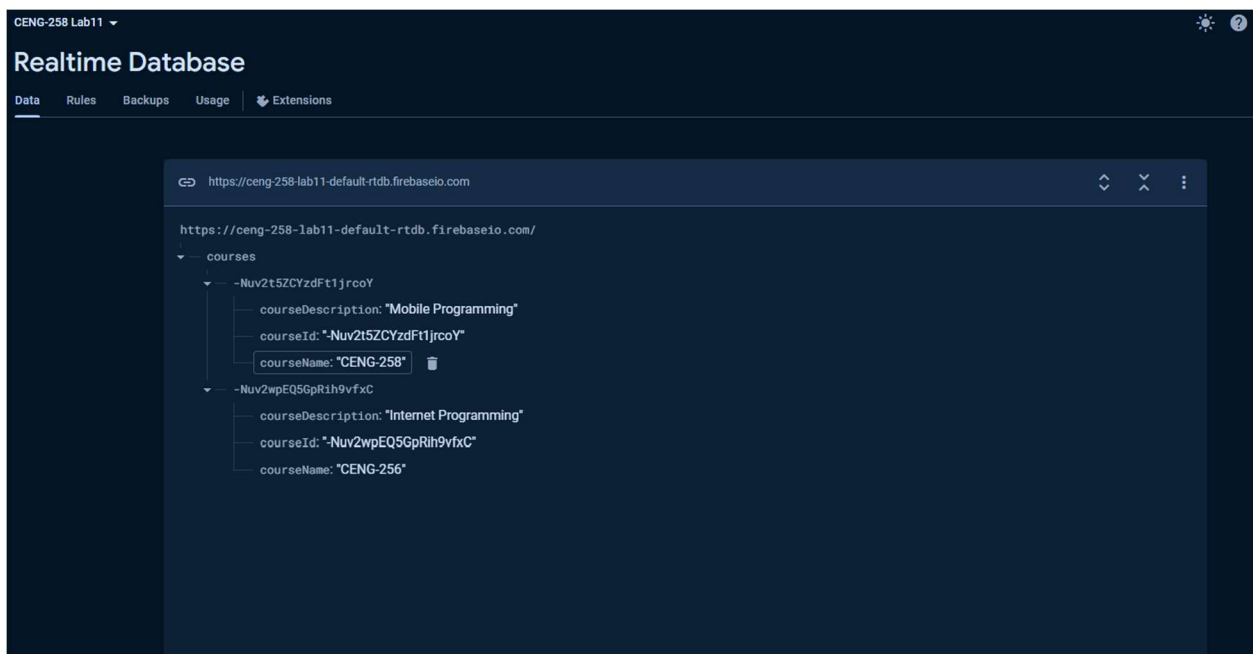 CENG-258 Lab11
Realtime Database
Data Rules Backups Usage Extensions
https://ceng-258-lab11-default-rtdb.firebaseio.com
https://ceng-258-lab11-default-rtdb.firebaseio.com/
courses
-Nuv2t5ZCYzdFt1jrcoY
courseDescription: "Mobile Programming"
courseId: "-Nuv2t5ZCYzdFt1jrcoY"
courseName: "CENG-258"
-Nuv2wpEQ5GpRih9vfxC
courseDescription: "Internet Programming"
courseId: "-Nuv2wpEQ5GpRih9vfxC"
courseName: "CENG-256"